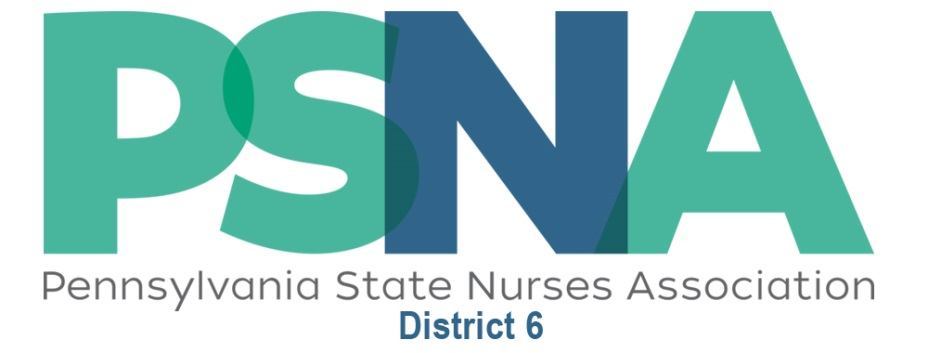 PSNA
Pennsylvania State Nurses Association
District 6